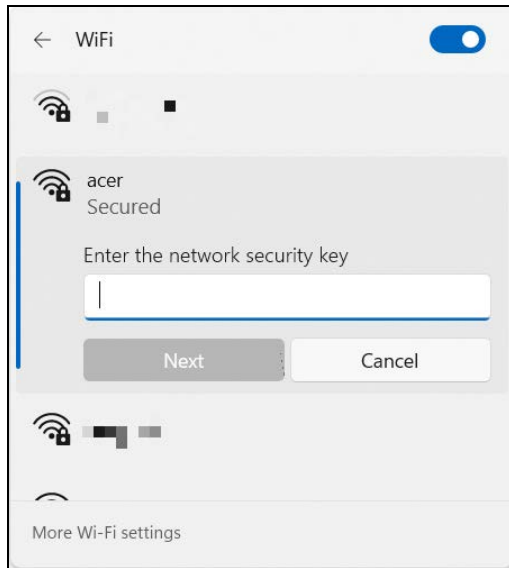 WiFi
acer
Secured
Enter the network security key
Next
Cancel
More Wi-Fi settings